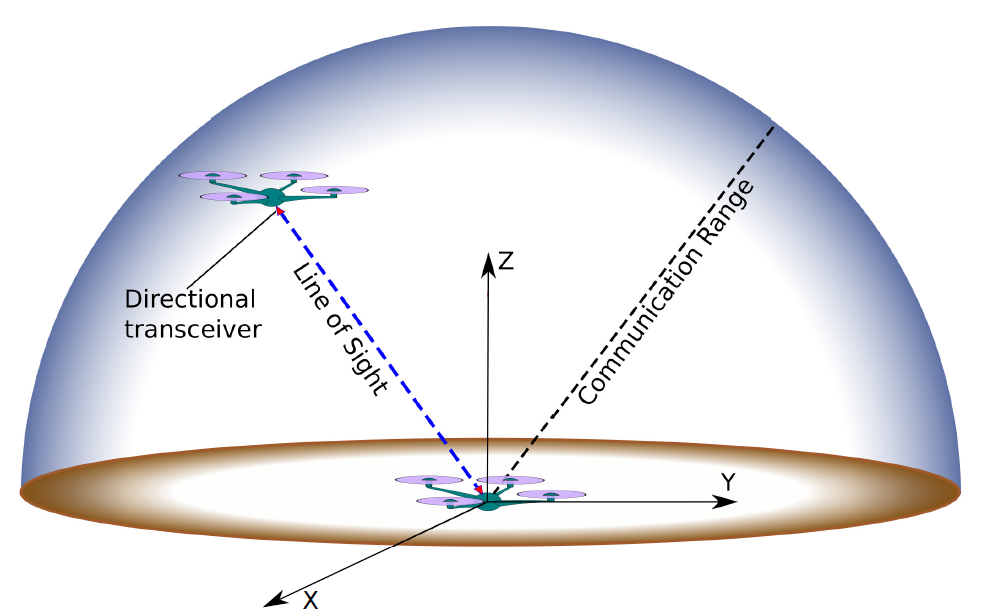 Z
Communication Range
Line of Sight
Directional
transceiver
Y
X